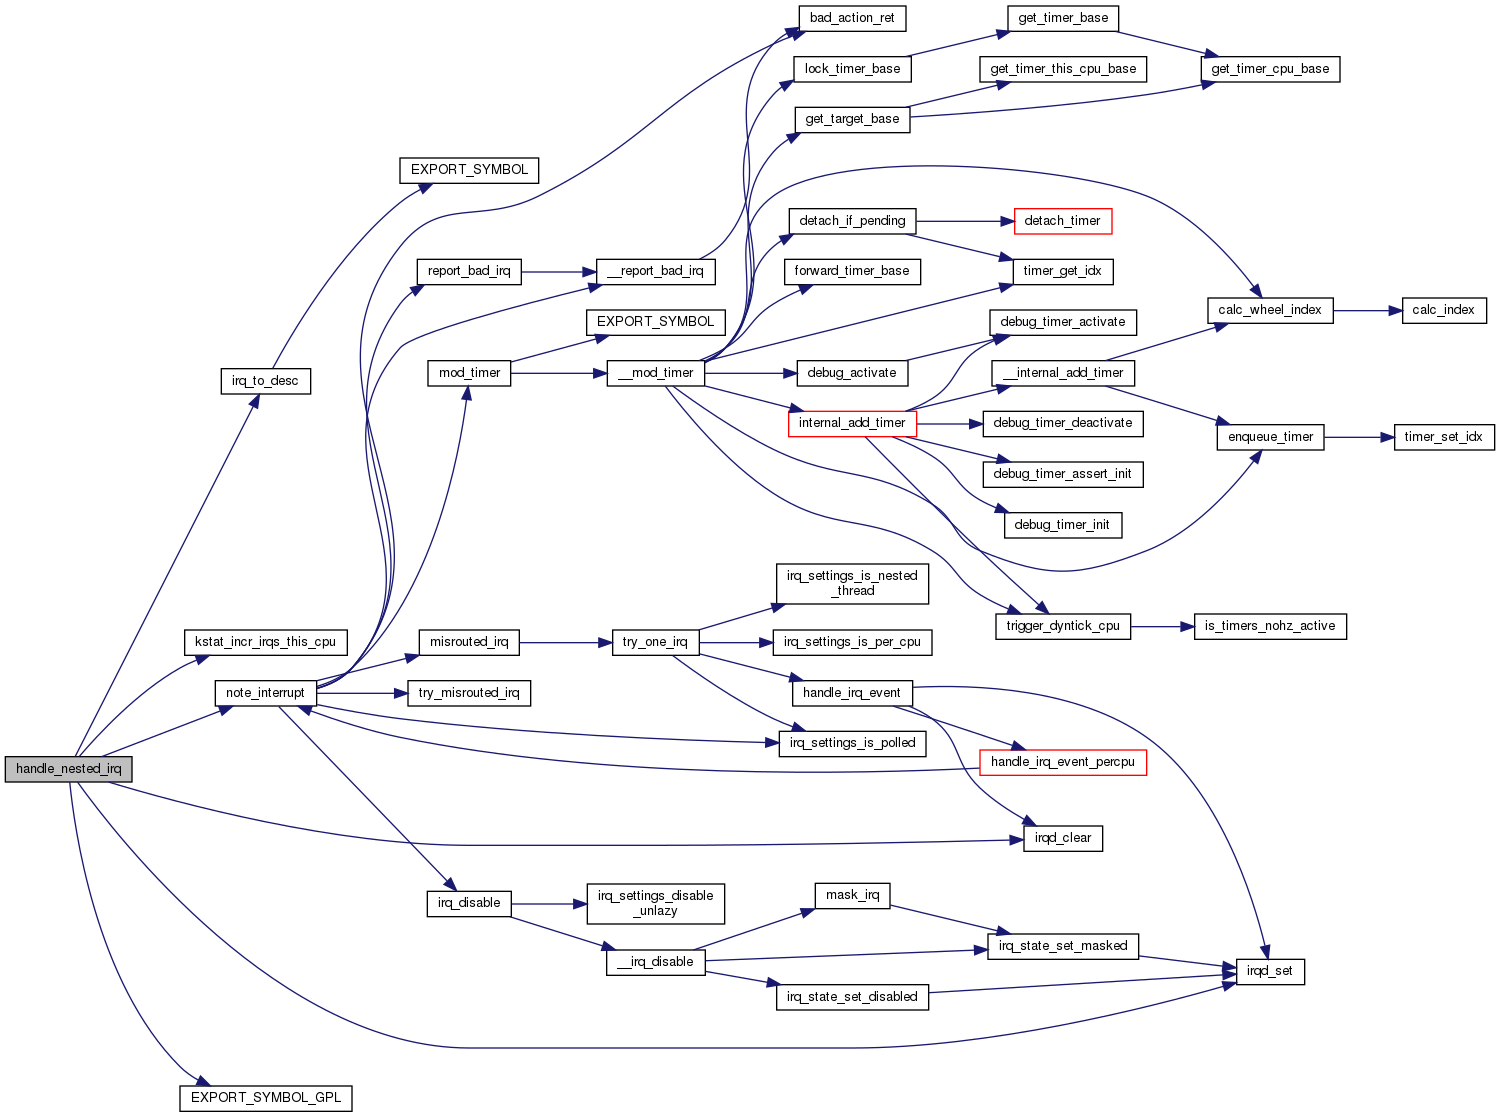 bad_action_ret
get_timer_base
lock_timer_base
get_timer_this_cpu_base
get_timer_cpu_base
get_target_base
EXPORT_SYMBOL
detach_if_pending
detach_timer
report_bad_irq
__report_bad_irq
forward_timer_base
timer_get_idx
calc_wheel_index
calc_index
EXPORT_SYMBOL
debug_timer_activate
irq_to_desc
mod_timer
__mod_timer
debug_activate
__internal_add_timer
internal_add_timer
debug_timer_deactivate
enqueue_timer
timer_set_idx
debug_timer_assert_init
debug_timer_init
irq_settings_is_nested
_thread
trigger_dyntick_cpu
is_timers_nohz_active
kstat_incr_irqs_this_cpu
misrouted_irq
try_one_irq
irq_settings_is_per_cpu
note_interrupt
try_misrouted_irq
handle_irq_event
irq_settings_is_polled
handle_nested_irq
handle_irq_event_percpu
irqd_clear
irq_disable
irq_settings_disable
_unlazy
mask_irq
irq_state_set_masked
__irq_disable
irqd_set
irq_state_set_disabled
EXPORT_SYMBOL_GPL